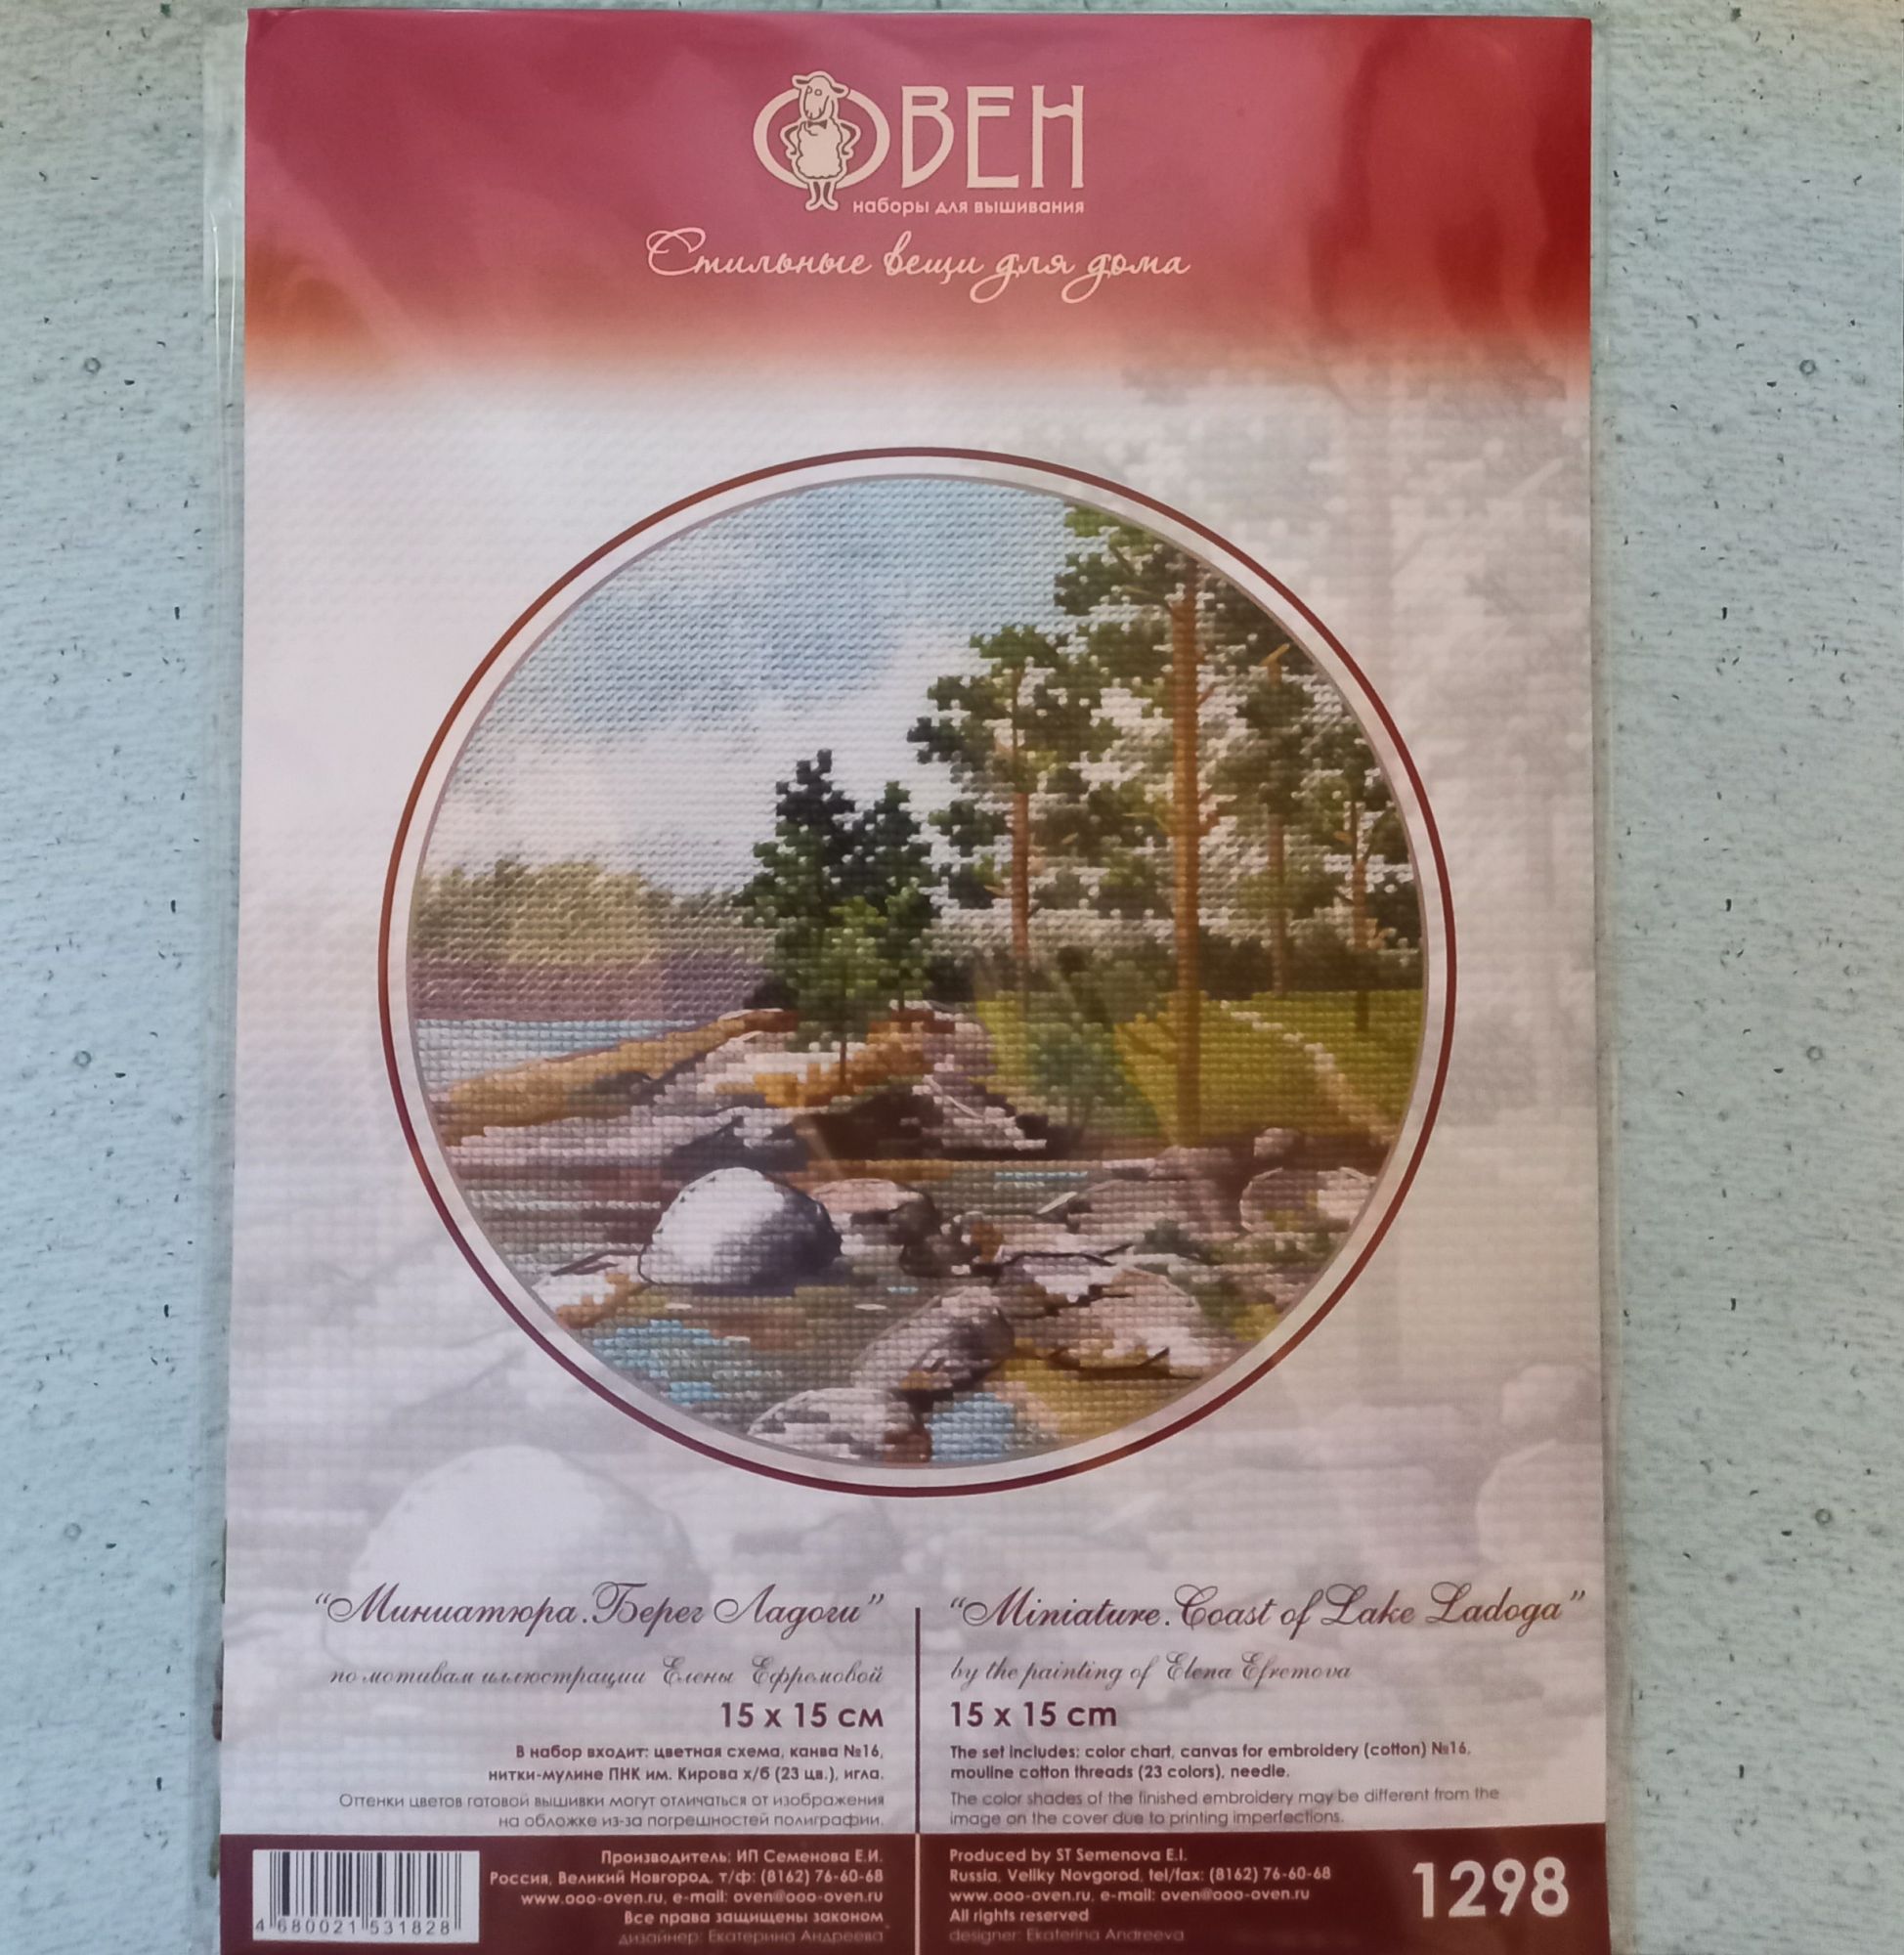 ОВЕН
наборы для вышивания
Стильные вещи для дома
“Миниатюра. Берег Ладоги”
по мотивам иллюстрации Елены Ефремовой
15 х 15 см
В набор входит: цветная схема, канва №16,
нитки-мулине ПНК им. Кирова х/б (23 цв.), игла.
Оттенки цветов готовой вышивки могут отличаться от изображения
на обложке из-за погрешностей полиграфии.
“Miniature. Coast of Lake Ladoga”
by the painting of Elena Efremova
15 x 15 cm
The set includes: color chart, canvas for embroidery (cotton) №16,
mouline cotton threads (23 colors), needle.
The color shades of the finished embroidery may be different from the
image on the cover due to printing imperfections.
4 680021 531828
Производитель: ИП Семенова Е.И.
Россия, Великий Новгород, т/ф: (8162) 76-60-68
www.ooo-oven.ru, e-mail: oven@ooo-oven.ru
Все права защищены законом
дизайнер: Екатерина Андреева
Produced by ST Semenova E.I.
Russia, Veliky Novgorod, tel/fax: (8162) 76-60-68
www.ooo-oven.ru, e-mail: oven@ooo-oven.ru
All rights reserved
designer: Ekaterina Andreeva
1298